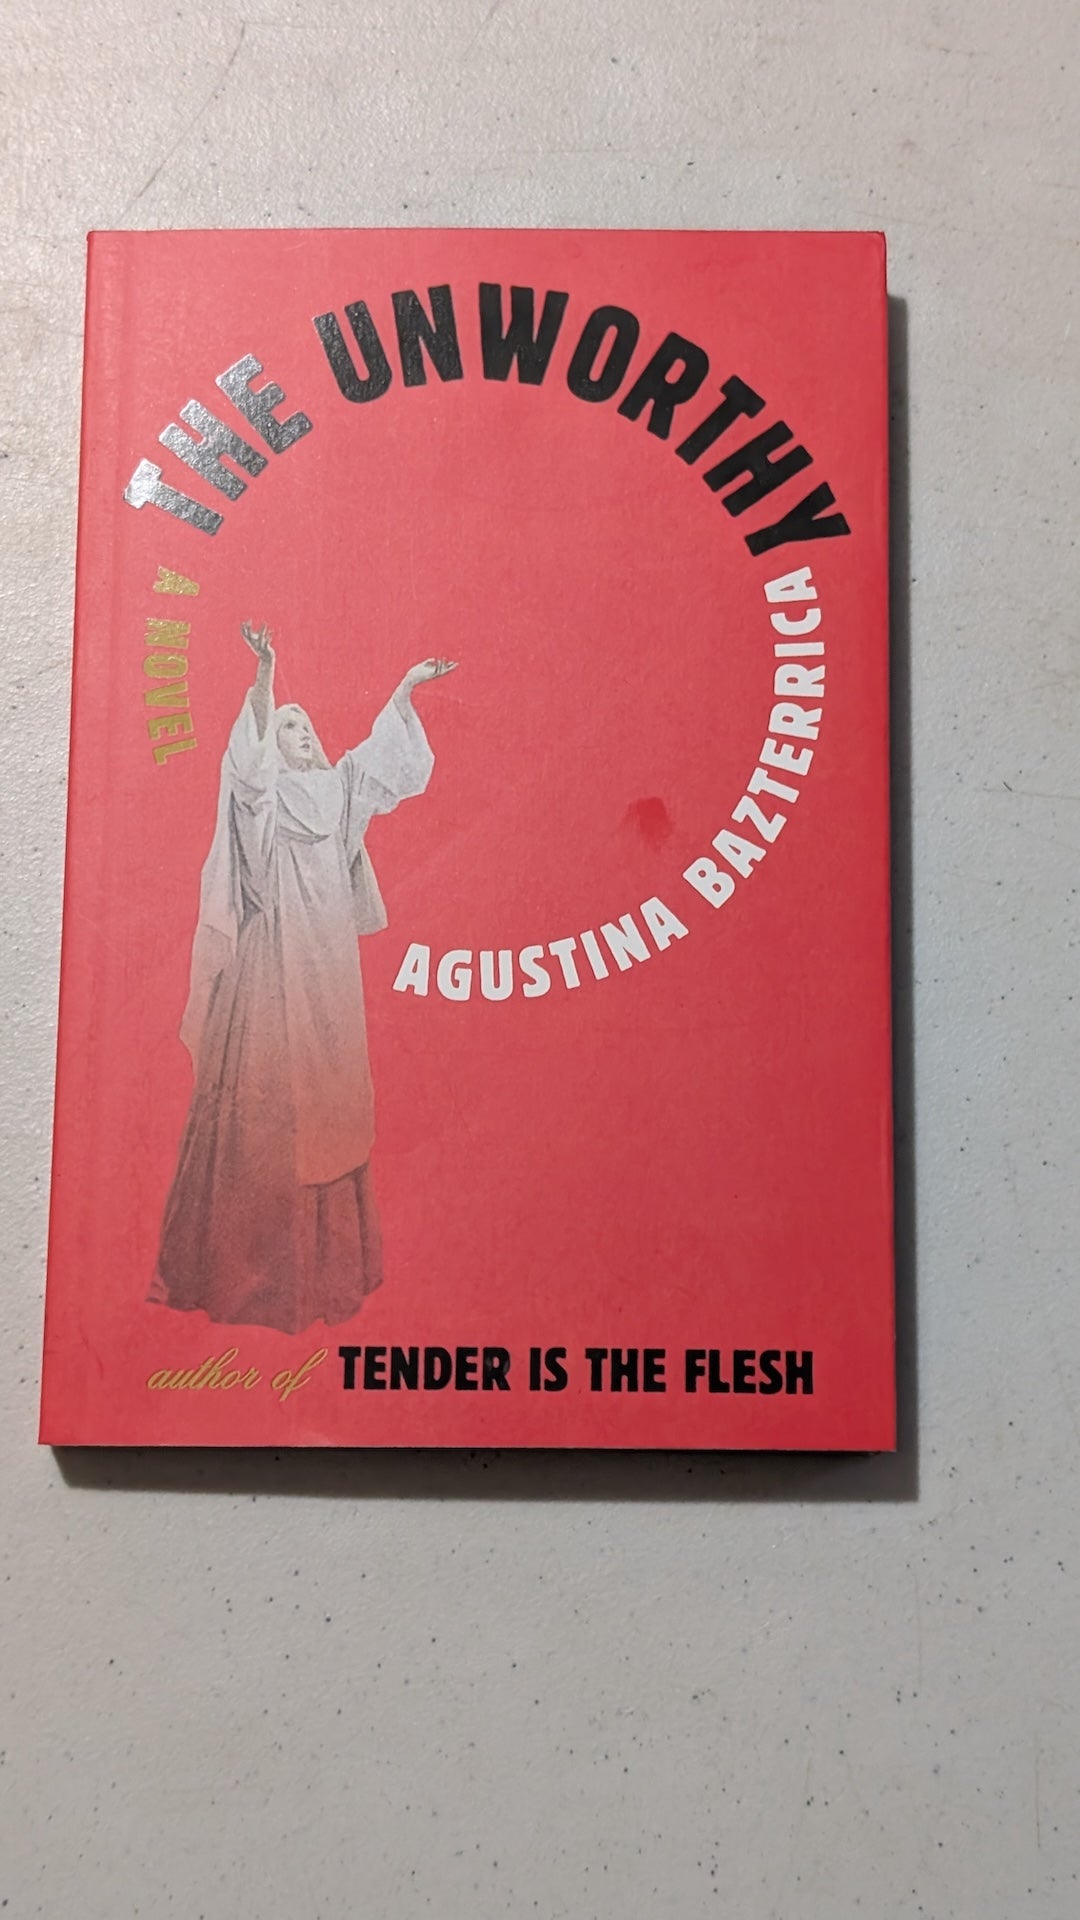 THE UNWORTHY
A NOVEL
AGUSTINA BAZTERRICA
author of TENDER IS THE FLESH